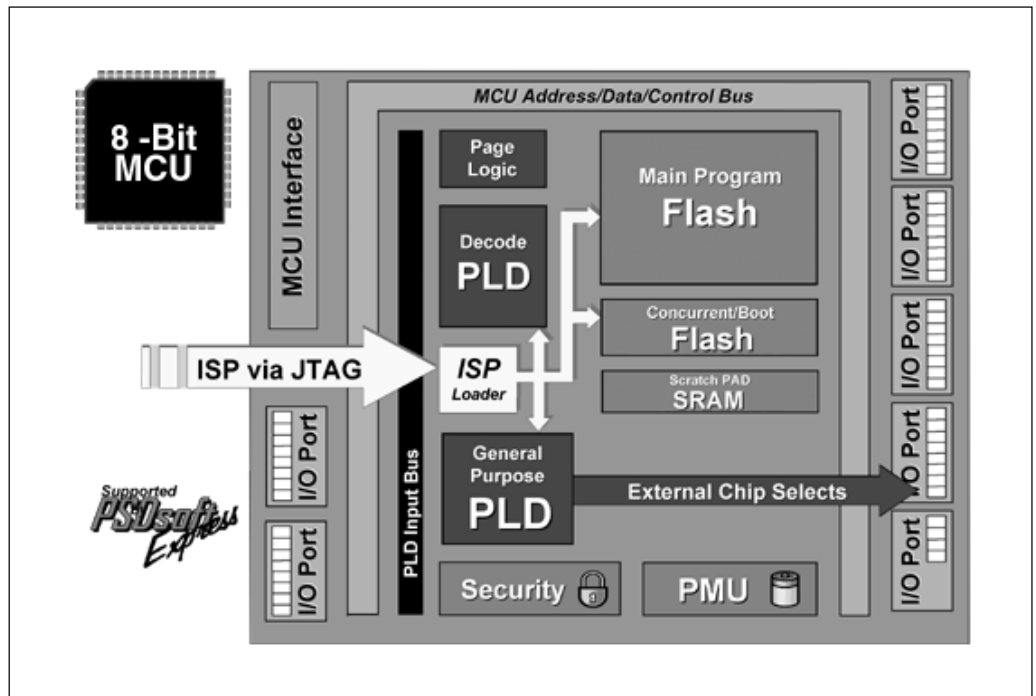 8 -Bit
MCU
MCU Interface
MCU Address/Data/Control Bus
Page
Logic
Decode
PLD
Main Program
Flash
Concurrent/Boot
Flash
Scratch PAD
SRAM
ISP via JTAG
ISP
Loader
General
Purpose
PLD
External Chip Selects
PLD Input Bus
Security
PMU
I/O Port
I/O Port
I/O Port
I/O Port
I/O Port
I/O Port
I/O Port
Supported
PSDsoft
Express